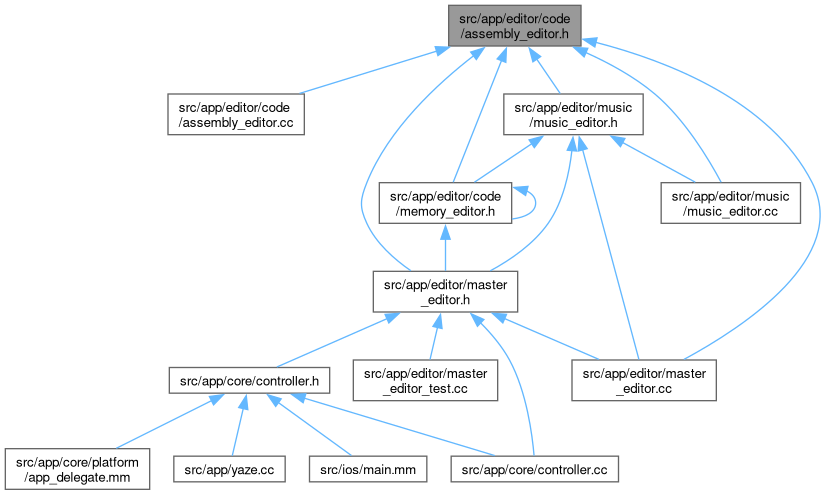 src/app/editor/code
/assembly_editor.h
src/app/editor/code
/assembly_editor.cc
src/app/editor/music
/music_editor.h
src/app/editor/code
/memory_editor.h
src/app/editor/music
/music_editor.cc
src/app/editor/master
_editor.h
src/app/core/controller.h
src/app/editor/master
_editor_test.cc
src/app/editor/master
_editor.cc
src/app/core/platform
/app_delegate.mm
src/app/yaze.cc
src/ios/main.mm
src/app/core/controller.cc